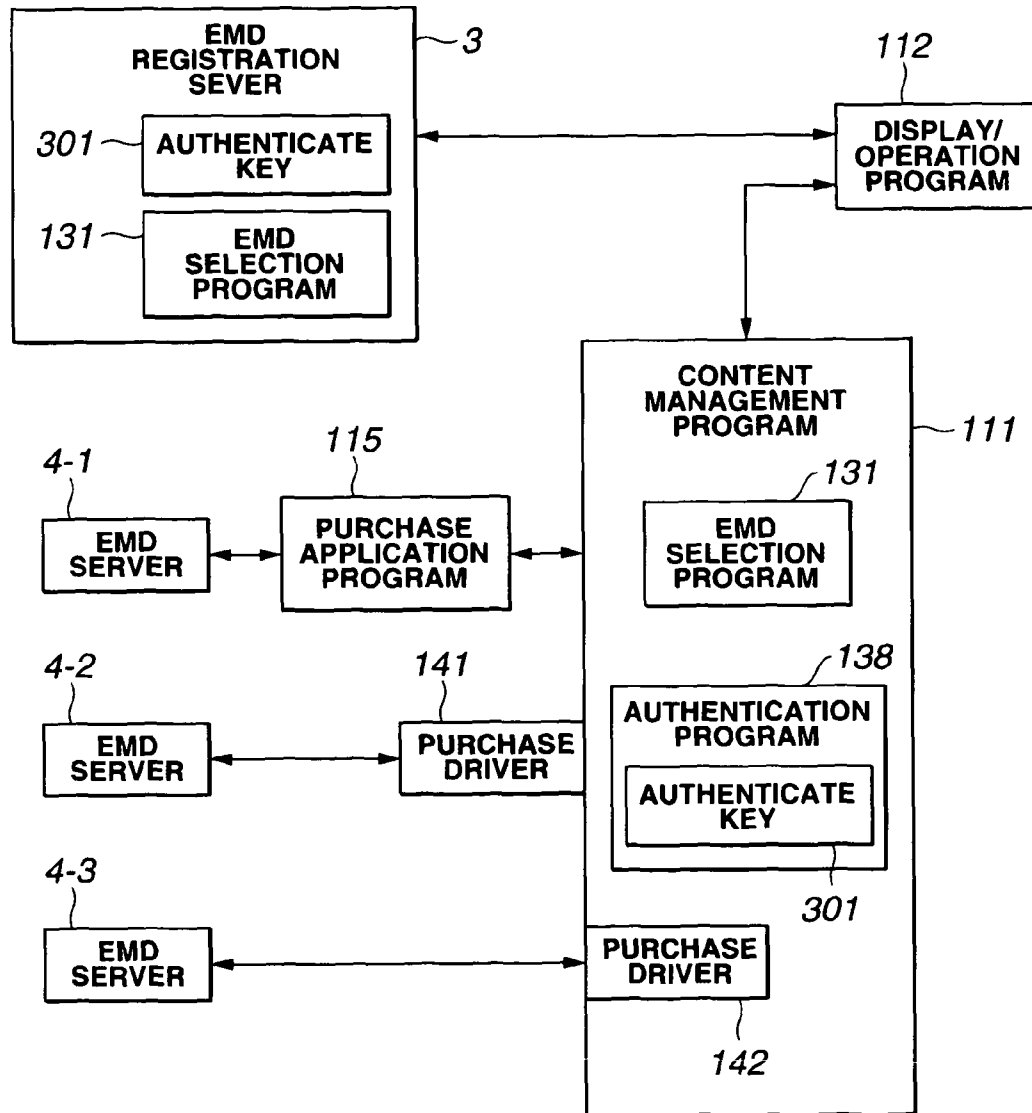 EMD
REGISTRATION
SEVER
3
301
AUTHENTICATE
KEY
131
EMD
SELECTION
PROGRAM
112
DISPLAY/
OPERATION
PROGRAM
CONTENT
MANAGEMENT
PROGRAM
111
4-1
EMD
SERVER
115
PURCHASE
APPLICATION
PROGRAM
131
EMD
SELECTION
PROGRAM
4-2
EMD
SERVER
141
PURCHASE
DRIVER
138
AUTHENTICATION
PROGRAM
AUTHENTICATE
KEY
301
4-3
EMD
SERVER
PURCHASE
DRIVER
142